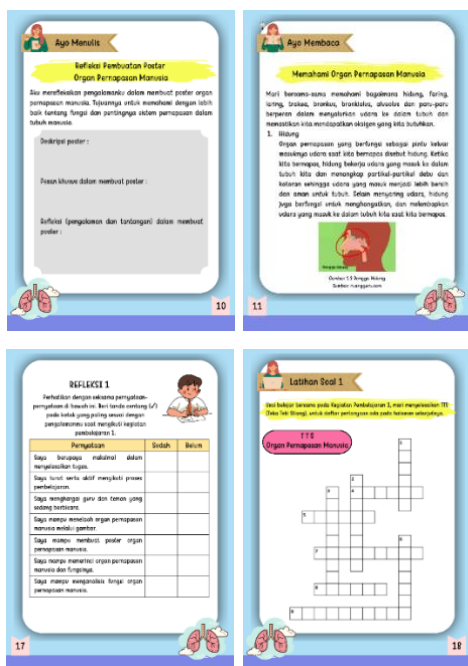 Ayo Menulis
Refleksi Pembuatan Poster
Organ Pernapasan Manusia
Aku merefleksikan pengalamanku dalam membuat poster organ
pernapasan manusia. Tujuannya untuk memahami dengan lebih
baik tentang fungsi dan pentingnya sistem pernapasan dalam
tubuh manusia.
Deskripsi poster :
Pesan khusus dalam membuat poster :
Refleksi (pengalaman dan tantangan) dalam membuat
poster :
10
Ayo Membaca
Memahami Organ Pernapasan Manusia
Mari bersama-sama memahami bagaimana hidung, faring,
laring, trakea, bronkus, bronkiolus, alveolus dan paru-paru
berperan dalam menyalurkan udara ke dalam tubuh dan
memastikan kita mendapatkan oksigen yang kita butuhkan.
1. Hidung
Organ pernapasan yang berfungsi sebagai pintu keluar
masuknya udara saat kita bernapas disebut hidung. Ketika
kita bernapas, hidung bekerja udara yang masuk ke dalam
tubuh kita dan menangkap partikel-partikel debu dan
kotoran sehingga udara yang masuk menjadi lebih bersih
dan aman untuk tubuh. Selain menyaring udara, hidung
juga berfungsi untuk menghangatkan, dan melembapkan
udara yang masuk ke dalam tubuh kita saat kita bernapas.
Gambar 1.3 Rongga Hidung
Sumber: ruangguru.com
11
REFLEKSI 1
Perhatikan dengan seksama pernyataan-
pernyataan di bawah ini. Beri tanda centang (✓)
pada kotak yang paling sesuai dengan
pengalamanmu saat mengikuti kegiatan
pembelajaran 1.
Pernyataan Sudah Belum
Saya berupaya maksimal dalam
menyelesaikan tugas.
Saya turut serta aktif mengikuti proses
pembelajaran.
Saya menghargai guru dan teman yang
sedang berbicara.
Saya mampu menelaah organ pernapasan
manusia melalui gambar.
Saya mampu membuat poster organ
pernapasan manusia.
Saya mampu memerinci organ pernapasan
manusia dan fungsinya.
Saya mampu menganalisis fungsi organ
pernapasan manusia.
17
Latihan Soal 1
Usai belajar bersama pada Kegiatan Pembelajaran 1, mari menyelesaikan TTS
(Teka Teki Silang), untuk daftar pertanyaan ada pada halaman selanjutnya.
TTS
Organ Pernapasan Manusia
18